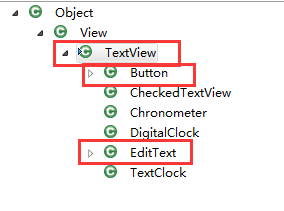 Object
View
TextView
Button
CheckedTextView
Chronometer
DigitalClock
EditText
TextClock